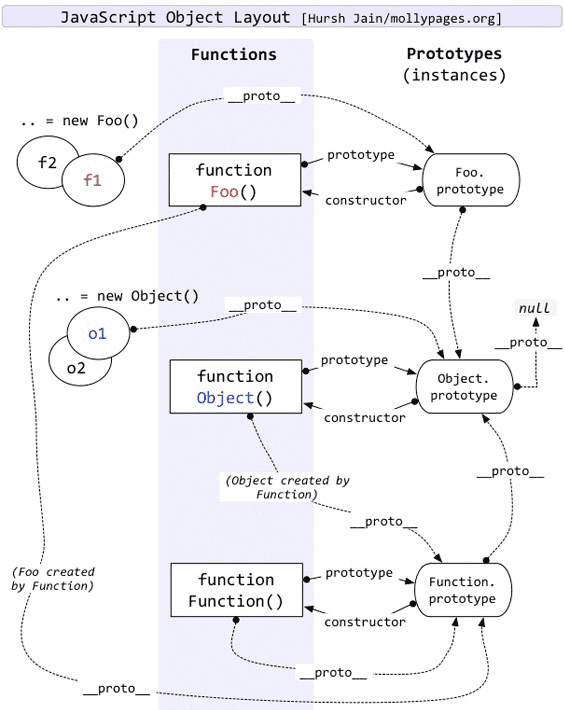 JavaScript Object Layout [Hursh Jain/mollypages.org]
Functions
Prototypes
(instances)
__proto__
.. = new Foo()
f2
f1
function
Foo()
prototype
constructor
Foo.
prototype
__proto__
.. = new Object()
null
__proto__
o1
o2
__proto__
function
Object()
prototype
constructor
Object.
prototype
(Object created by
Function)
__proto__
__proto__
(Foo created
by Function)
function
Function()
prototype
constructor
Function.
prototype
__proto__
__proto__